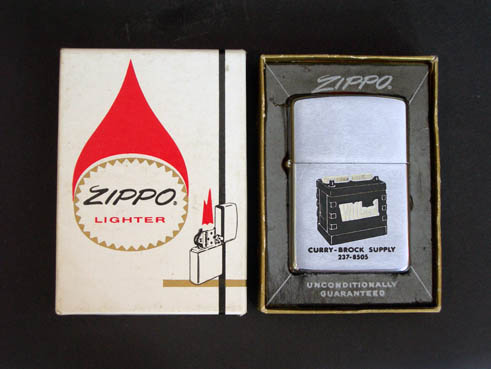 ZIPPO.
LIGHTER
ZIPPO.
CURRY-BROCK SUPPLY
237-8505
UNCONDITIONALLY
GUARANTEED